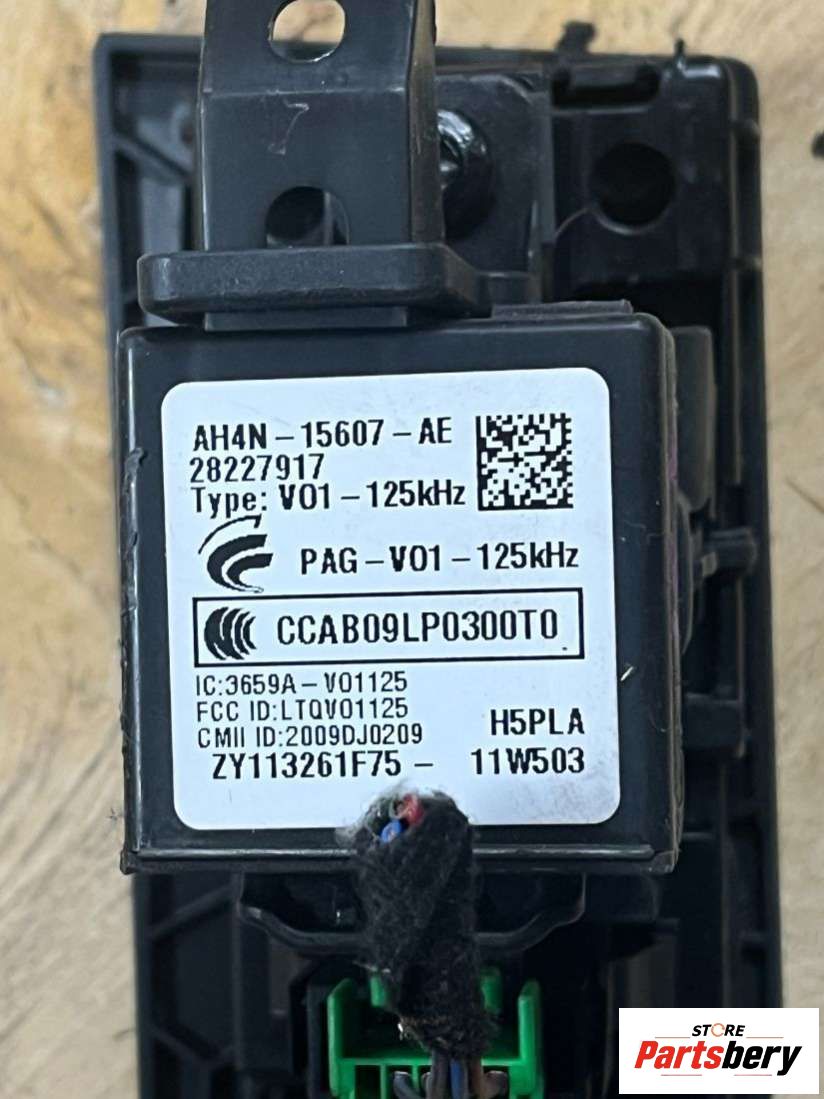 7
AH4N-15607-AE
28227917
Type: V01-125kHz
PAG-V01-125kHz
CCAB09LP0300T0
IC:3659A-V01125
FCC ID:LTQV01125
CMII ID:2009DJ0209
H5PLA
ZY113261F75- 11W503
STORE
Partsbery